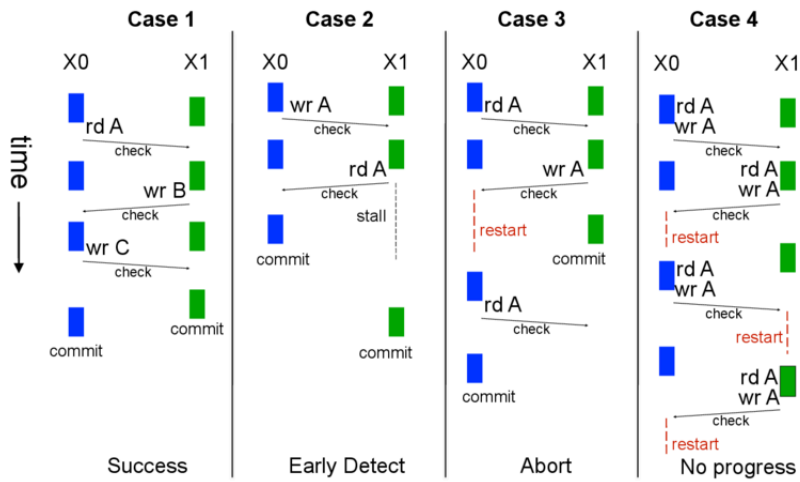 Case 1
Case 2
Case 3
Case 4
time
X0
X1
rd A
check
wr B
check
wr C
check
commit
commit
Success
X0
X1
wr A
check
rd A
check
stall
commit
commit
Early Detect
X0
X1
rd A
check
wr A
check
restart
commit
rd A
check
commit
Abort
X0
X1
rd A
wr A
check
rd A
wr A
check
restart
rd A
wr A
check
restart
rd A
wr A
check
restart
No progress